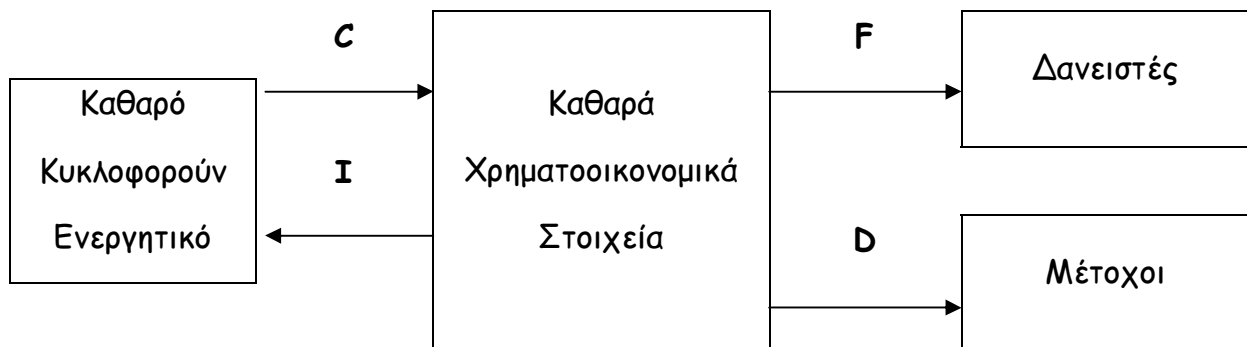 C
F
Δανειστές
Καθαρό
Κυκλοφορούν
Ενεργητικό
I
Καθαρά
Χρηματοοικονομικά
Στοιχεία
D
Μέτοχοι